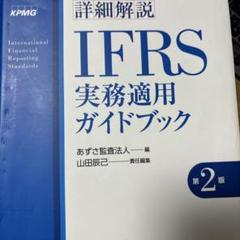 KPMG
International
Financial
Reporting
Standards
詳細解説
IFRS
実務適用
ガイドブック
あずさ監査法人――編
山田辰己――責任編集
第2版